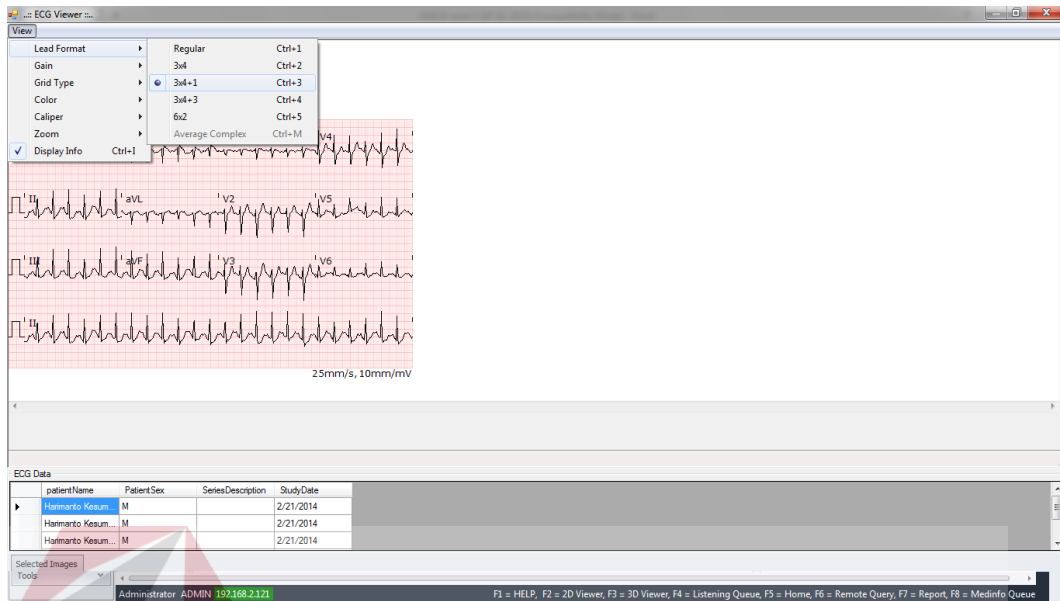 ..:: ECG Viewer ::..
View
Lead Format
Gain
Grid Type
Color
Caliper
Zoom
Display Info Ctrl+I
Regular Ctrl+1
3x4 Ctrl+2
3x4+1 Ctrl+3
3x4+3 Ctrl+4
6x2 Ctrl+5
Average Complex Ctrl+M
V4
II aVL V2 V5
III aVF V3 V6
II
25mm/s, 10mm/mV
ECG Data
patientName PatientSex SeriesDescription StudyDate
Harimanto Kesum... M 2/21/2014
Harimanto Kesum... M 2/21/2014
Harimanto Kesum... M 2/21/2014
Selected Images
Tools
Administrator ADMIN 192.168.2.121 F1 = HELP, F2 = 2D Viewer, F3 = 3D Viewer, F4 = Listening Queue, F5 = Home, F6 = Remote Query, F7 = Report, F8 = Medinfo Queue